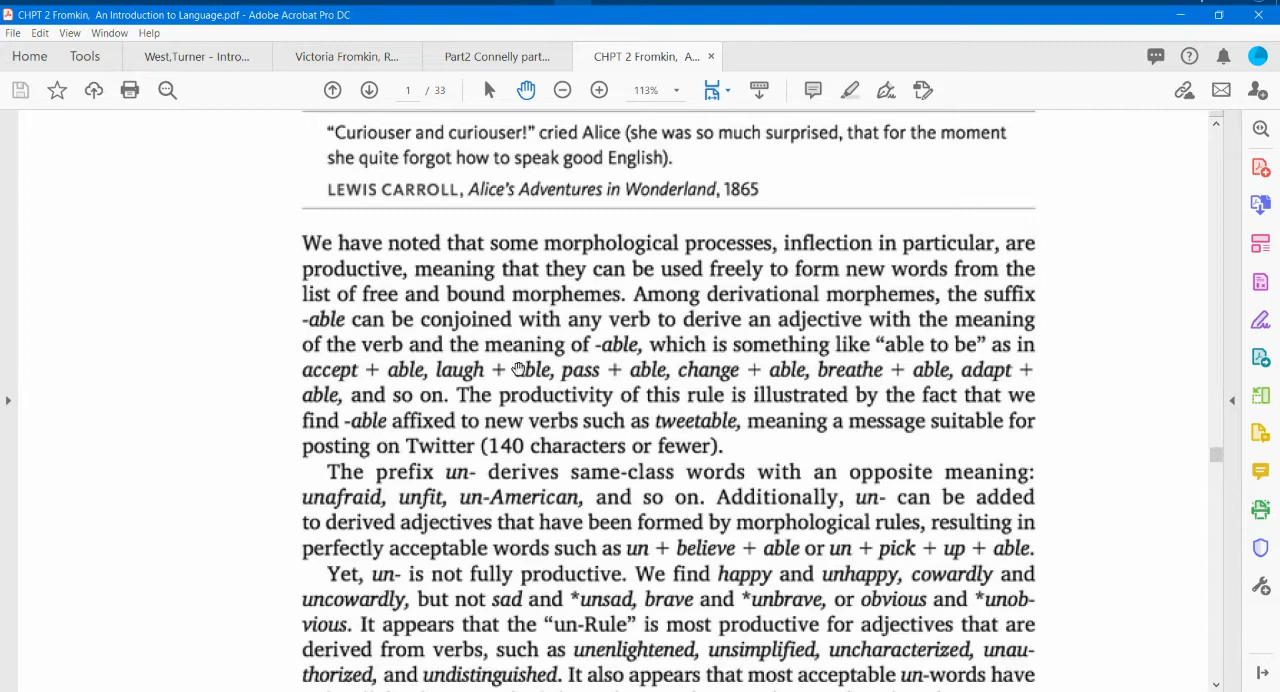 CHPT 2 Fromkin, An Introduction to Language.pdf - Adobe Acrobat Pro DC
File Edit View Window Help
Home Tools West,Turner - Intro... Victoria Fromkin, R... Part2 Connelly part... CHPT 2 Fromkin, A... ×
1 / 33 113%
“Curiouser and curiouser!” cried Alice (she was so much surprised, that for the moment
she quite forgot how to speak good English).
LEWIS CARROLL, Alice’s Adventures in Wonderland, 1865
We have noted that some morphological processes, inflection in particular, are
productive, meaning that they can be used freely to form new words from the
list of free and bound morphemes. Among derivational morphemes, the suffix
-able can be conjoined with any verb to derive an adjective with the meaning
of the verb and the meaning of -able, which is something like “able to be” as in
accept + able, laugh + able, pass + able, change + able, breathe + able, adapt +
able, and so on. The productivity of this rule is illustrated by the fact that we
find -able affixed to new verbs such as tweetable, meaning a message suitable for
posting on Twitter (140 characters or fewer).
The prefix un- derives same-class words with an opposite meaning:
unafraid, unfit, un-American, and so on. Additionally, un- can be added
to derived adjectives that have been formed by morphological rules, resulting in
perfectly acceptable words such as un + believe + able or un + pick + up + able.
Yet, un- is not fully productive. We find happy and unhappy, cowardly and
uncowardly, but not sad and *unsad, brave and *unbrave, or obvious and *unob-
vious. It appears that the “un-Rule” is most productive for adjectives that are
derived from verbs, such as unenlightened, unsimplified, uncharacterized, unau-
thorized, and undistinguished. It also appears that most acceptable un-words have